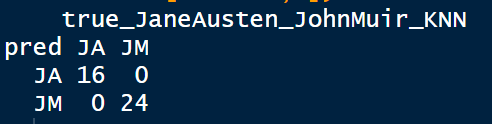 true_JaneAusten_JohnMuir_KNN
pred JA JM
JA 16 0
JM 0 24